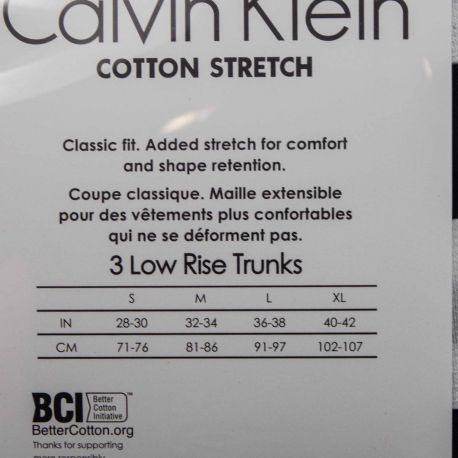 Calvin Klein
COTTON STRETCH
Classic fit. Added stretch for comfort
and shape retention.
Coupe classique. Maille extensible
pour des vêtements plus confortables
qui ne se déforment pas.
3 Low Rise Trunks
S M L XL
IN 28-30 32-34 36-38 40-42
CM 71-76 81-86 91-97 102-107
BCI Better
Cotton
Initiative™
BetterCotton.org
Thanks for supporting
more responsibly